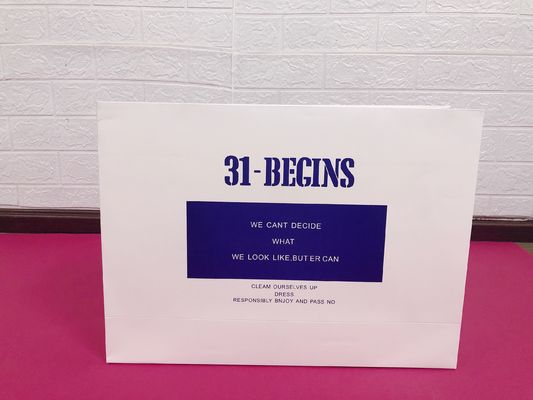 31-BEGINS
WE CANT DECIDE
WHAT
WE LOOK LIKE.BUT ER CAN
CLEAM OURSELVES UP
DRESS
RESPONSIBLY BNJOY AND PASS NO